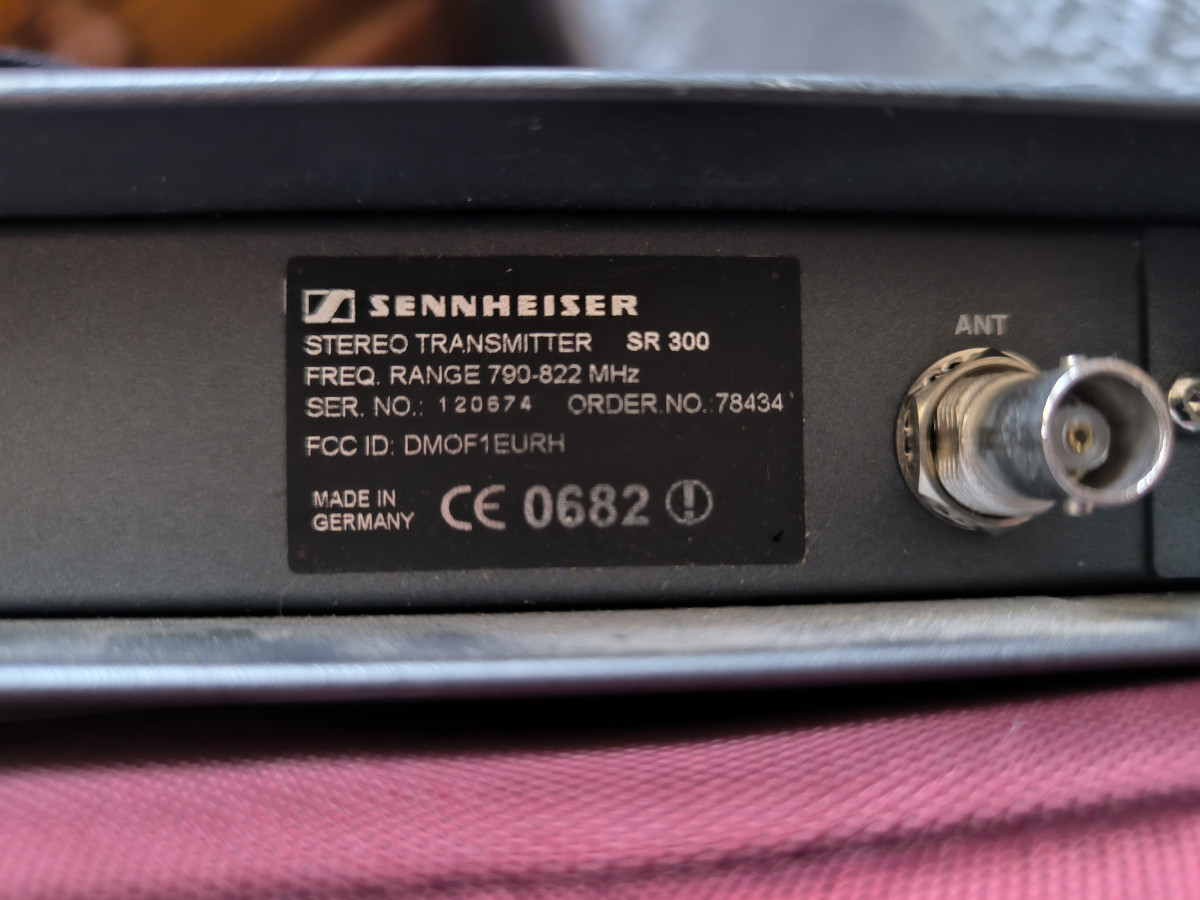 SENNHEISER
STEREO TRANSMITTER SR 300
FREQ. RANGE 790-822 MHz
SER. NO.: 120674 ORDER.NO.:78434
FCC ID: DMOF1EURH
MADE IN
GERMANY
CE 0682
ANT